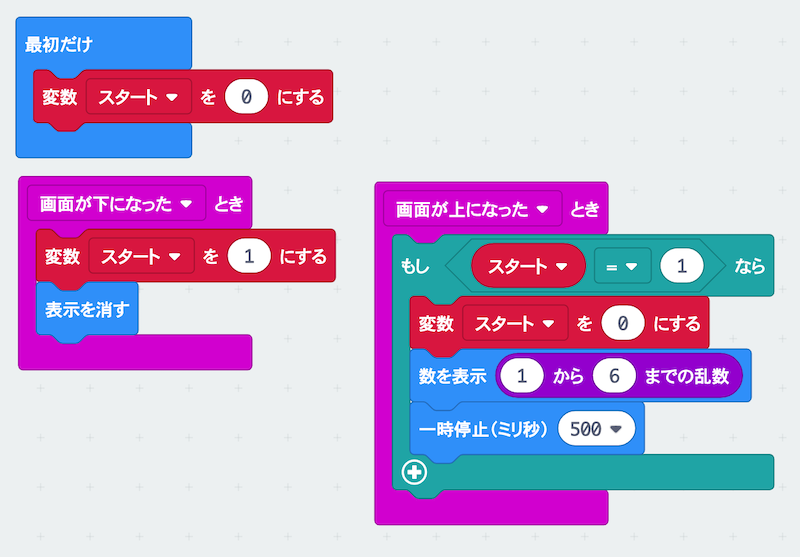 最初だけ
変数 スタート を 0 にする
画面が下になった とき
変数 スタート を 1 にする
表示を消す
画面が上になった とき
もし スタート = 1 なら
変数 スタート を 0 にする
数を表示 1 から 6 までの乱数
一時停止(ミリ秒) 500